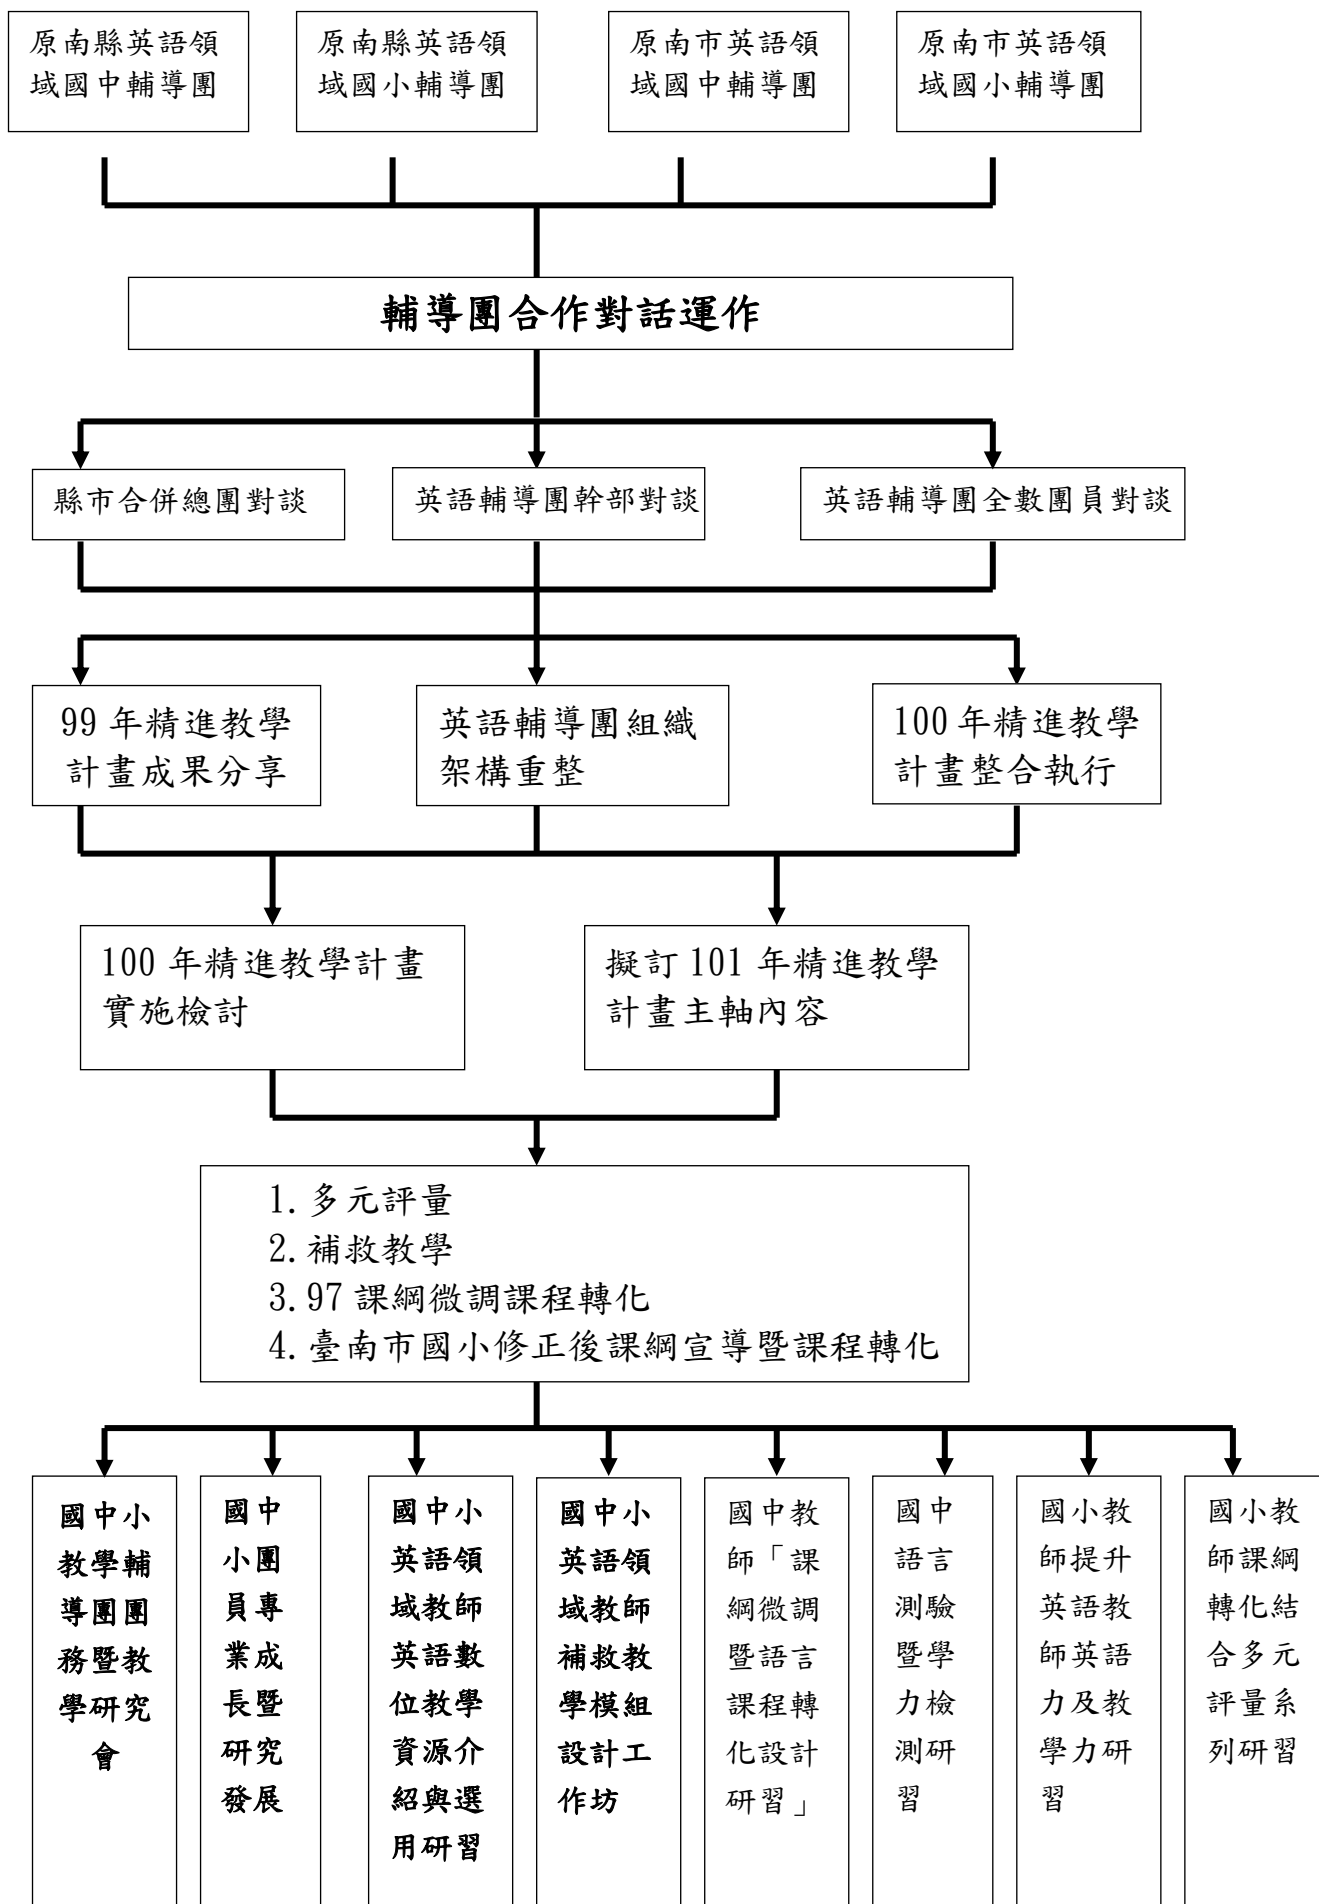 原南縣英語領
域國中輔導團
原南縣英語領
域國小輔導團
原南市英語領
域國中輔導團
原南市英語領
域國小輔導團
輔導團合作對話運作
縣市合併總團對談
英語輔導團幹部對談
英語輔導團全數團員對談
99 年精進教學
計畫成果分享
英語輔導團組織
架構重整
100 年精進教學
計畫整合執行
100 年精進教學計畫
實施檢討
擬訂 101 年精進教學
計畫主軸內容
1. 多元評量
2. 補救教學
3. 97 課綱微調課程轉化
4. 臺南市國小修正後課綱宣導暨課程轉化
國中小
教學輔
導團團
務暨教
學研究
會
國中
小團
員專
業成
長暨
研究
發展
國中小
英語領
域教師
英語數
位教學
資源介
紹與選
用研習
國中小
英語領
域教師
補救教
學模組
設計工
作坊
國中教
師「課
綱微調
暨語言
課程轉
化設計
研習」
國中
語言
測驗
暨學
力檢
測研
習
國小教
師提升
英語教
師英語
力及教
學力研
習
國小教
師課綱
轉化結
合多元
評量系
列研習